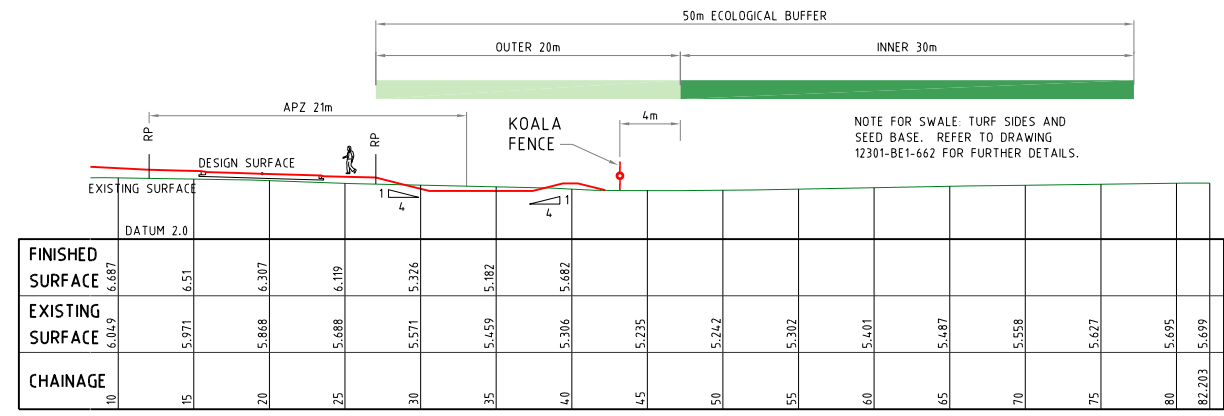 50m ECOLOGICAL BUFFER
OUTER 20m
INNER 30m
APZ 21m
4m
KOALA
FENCE
NOTE FOR SWALE: TURF SIDES AND
SEED BASE. REFER TO DRAWING
12301-BE1-662 FOR FURTHER DETAILS.
RP
RP
DESIGN SURFACE
EXISTING SURFACE
1
4
1
4
DATUM 2.0
FINISHED
SURFACE
6.687 6.51 6.307 6.119 5.326 5.182 5.682
EXISTING
SURFACE
6.049 5.971 5.868 5.688 5.571 5.459 5.306 5.235 5.242 5.302 5.401 5.487 5.558 5.627 5.695 5.699
CHAINAGE
10 15 20 25 30 35 40 45 50 55 60 65 70 75 80 82.203